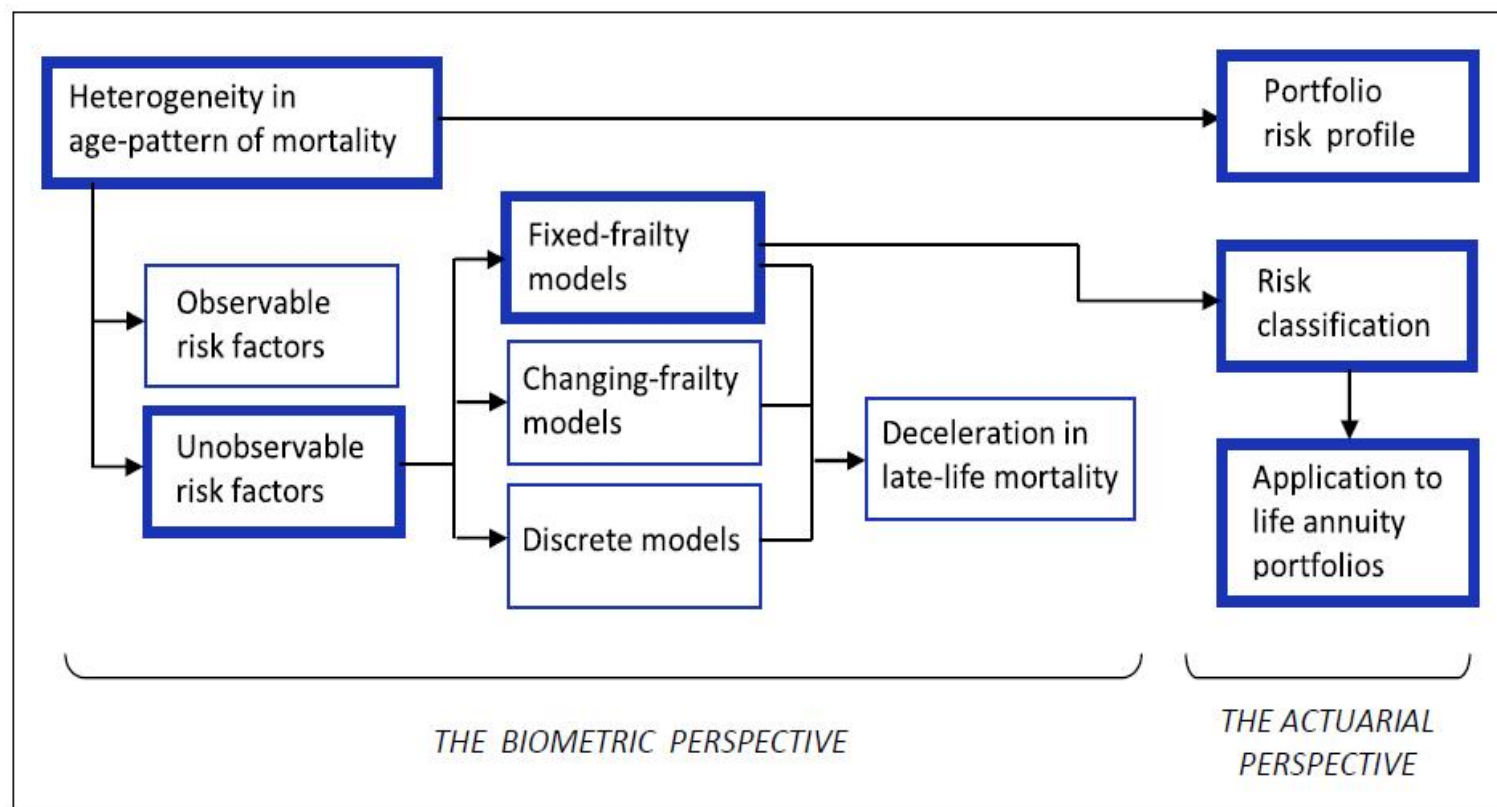 Heterogeneity in
age-pattern of mortality
Portfolio
risk profile
Fixed-frailty
models
Observable
risk factors
Risk
classification
Changing-frailty
models
Unobservable
risk factors
Deceleration in
late-life mortality
Discrete models
Application to
life annuity
portfolios
THE BIOMETRIC PERSPECTIVE
THE ACTUARIAL
PERSPECTIVE